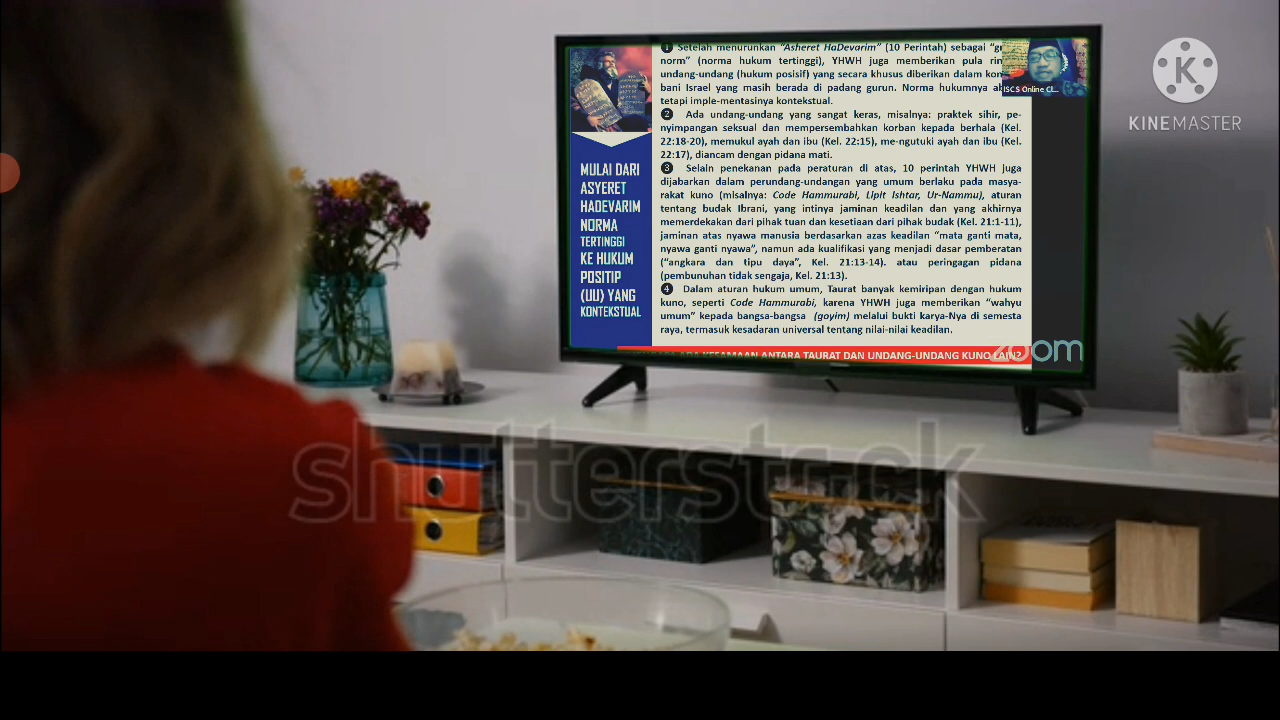 ❶ Setelah menurunkan "Asheret HaDevarim" (10 Perintah) sebagai
norm" (norma hukum tertinggi), YHWH juga memberikan pula
undang-undang (hukum posisif) yang secara khusus diberikan dalam
bani Israel yang masih berada di padang gurun. Norma hukumnya
tetapi imple-mentasinya kontekstual.
❷ Ada undang-undang yang sangat keras, misalnya: praktek sihir, pe-
nyimpangan seksual dan mempersembahkan korban kepada berhala (Kel.
22:18-20), memukul ayah dan ibu (Kel. 22:15), me-ngutuki ayah dan ibu (Kel.
22:17), diancam dengan pidana mati.
❸ Selain penekanan pada peraturan di atas, 10 perintah YHWH juga
dijabarkan dalam perundang-undangan yang umum berlaku pada masya-
rakat kuno (misalnya: Code Hammurabi, Lipit Ishtar, Ur-Nammu), aturan
tentang budak Ibrani, yang intinya jaminan keadilan dan yang akhirnya
memerdekakan dari pihak tuan dan kesetiaan dari pihak budak (Kel. 21:1-11),
jaminan atas nyawa manusia berdasarkan azas keadilan "mata ganti mata,
nyawa ganti nyawa", namun ada kualifikasi yang menjadi dasar pemberatan
("angkara dan tipu daya", Kel. 21:13-14). atau peringagan pidana
(pembunuhan tidak sengaja, Kel. 21:13).
❹ Dalam aturan hukum umum, Taurat banyak kemiripan dengan hukum
kuno, seperti Code Hammurabi, karena YHWH juga memberikan "wahyu
umum" kepada bangsa-bangsa (goyim) melalui bukti karya-Nya di semesta
raya, termasuk kesadaran universal tentang nilai-nilai keadilan.
MULAI DARI
ASYERET
HADEVARIM
NORMA
TERTINGGI
KE HUKUM
POSITIP
(UU) YANG
KONTEKSTUAL
ISCS Online Cl...
ADA KESAMAAN ANTARA TAURAT DAN UNDANG-UNDANG KUNO LAIN?
zoom
K
KINEMASTER
shutterstock